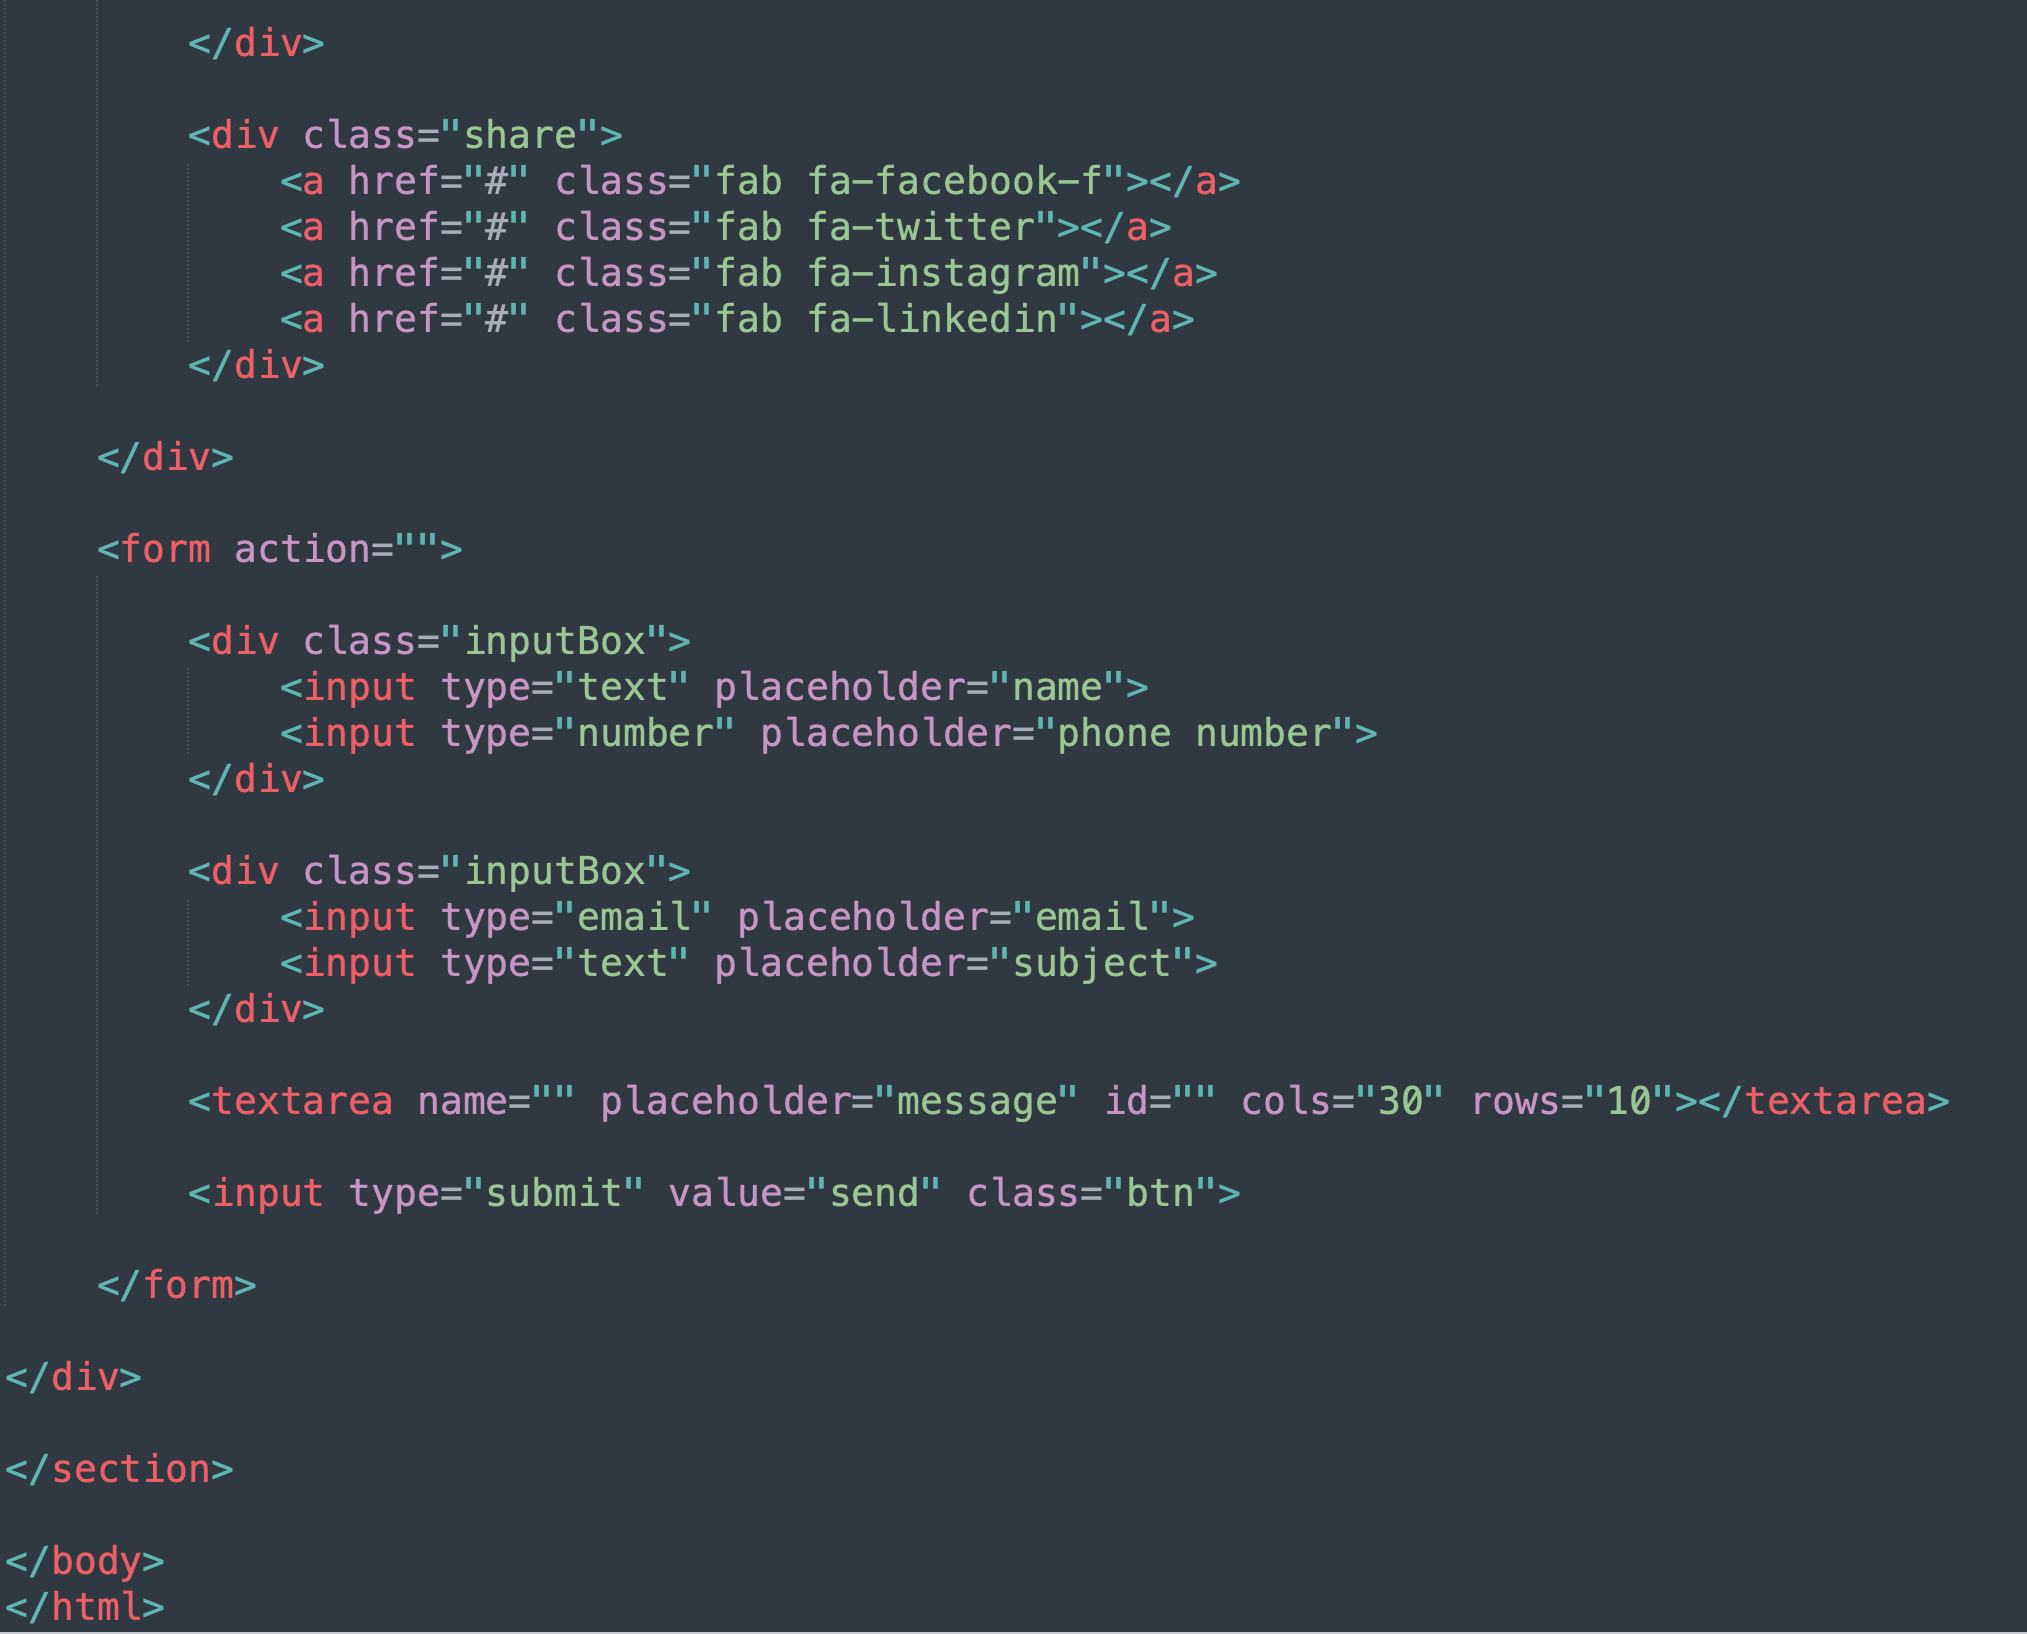 </div>
<div class="share">
<a href="#" class="fab fa-facebook-f"></a>
<a href="#" class="fab fa-twitter"></a>
<a href="#" class="fab fa-instagram"></a>
<a href="#" class="fab fa-linkedin"></a>
</div>
</div>
<form action="">
<div class="inputBox">
<input type="text" placeholder="name">
<input type="number" placeholder="phone number">
</div>
<div class="inputBox">
<input type="email" placeholder="email">
<input type="text" placeholder="subject">
</div>
<textarea name="" placeholder="message" id="" cols="30" rows="10"></textarea>
<input type="submit" value="send" class="btn">
</form>
</div>
</section>
</body>
</html>